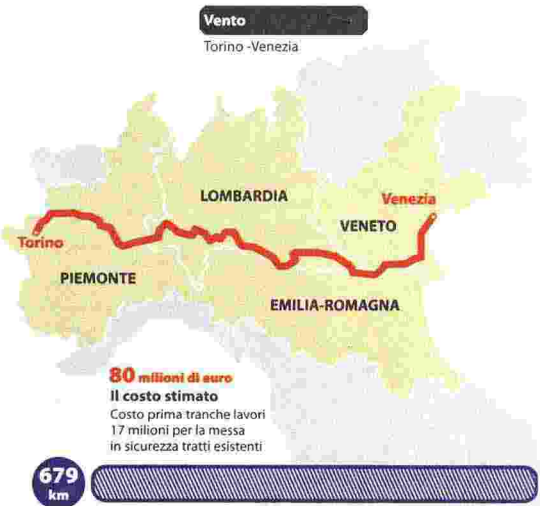 Vento
Torino -Venezia
LOMBARDIA
Venezia
VENETO
Torino
PIEMONTE
EMILIA-ROMAGNA
80 milioni di euro
Il costo stimato
Costo prima tranche lavori
17 milioni per la messa
in sicurezza tratti esistenti
679
km